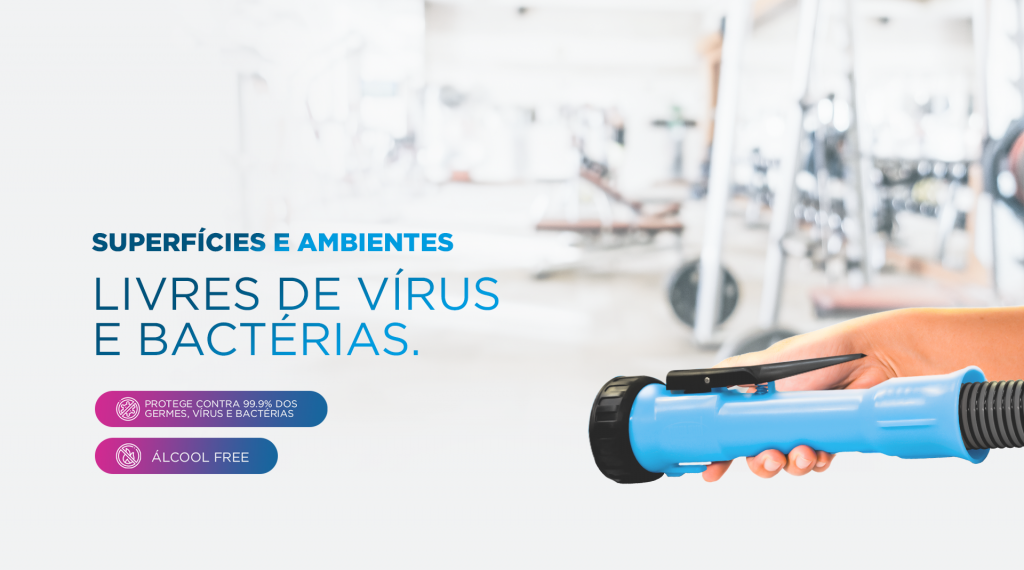 SUPERFÍCIES E AMBIENTES
LIVRES DE VÍRUS
E BACTÉRIAS.
PROTEGE CONTRA 99.9% DOS
GERMES, VÍRUS E BACTÉRIAS
ÁLCOOL FREE